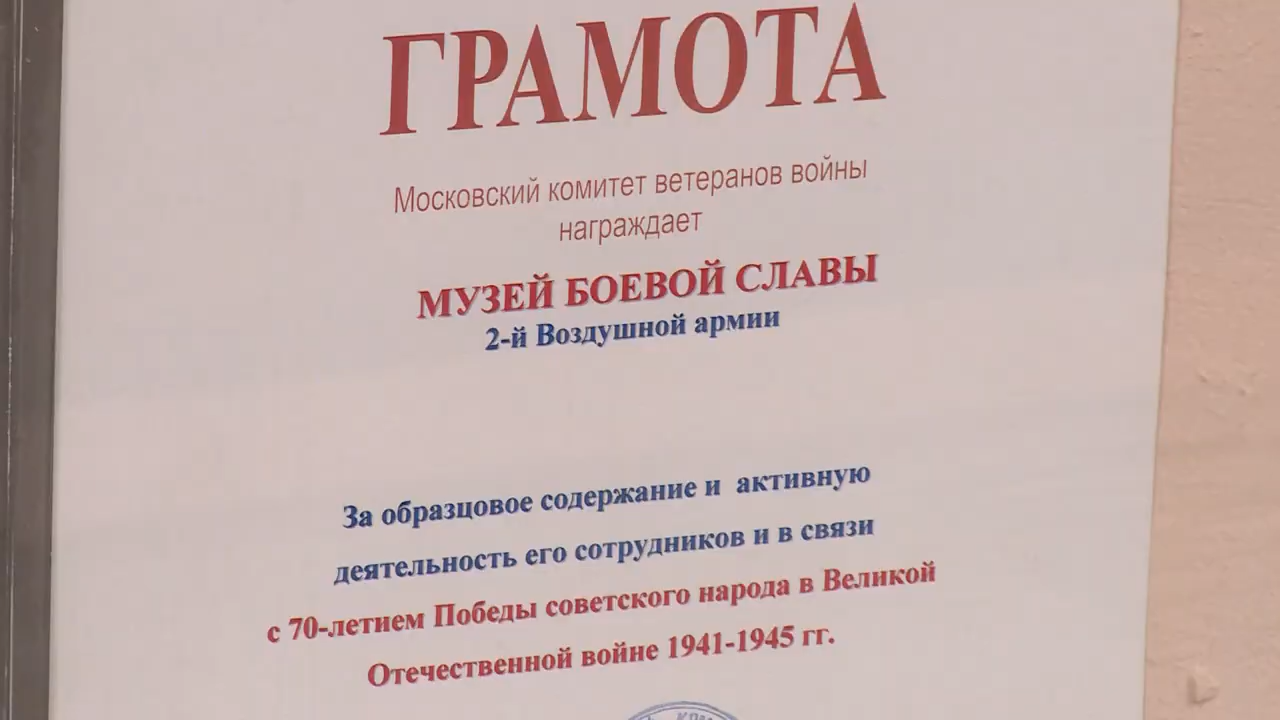 ГРАМОТА
Московский комитет ветеранов войны
награждает
МУЗЕЙ БОЕВОЙ СЛАВЫ
2-й Воздушной армии
За образцовое содержание и активную
деятельность его сотрудников и в связи
с 70-летием Победы советского народа в Великой
Отечественной войне 1941-1945 гг.